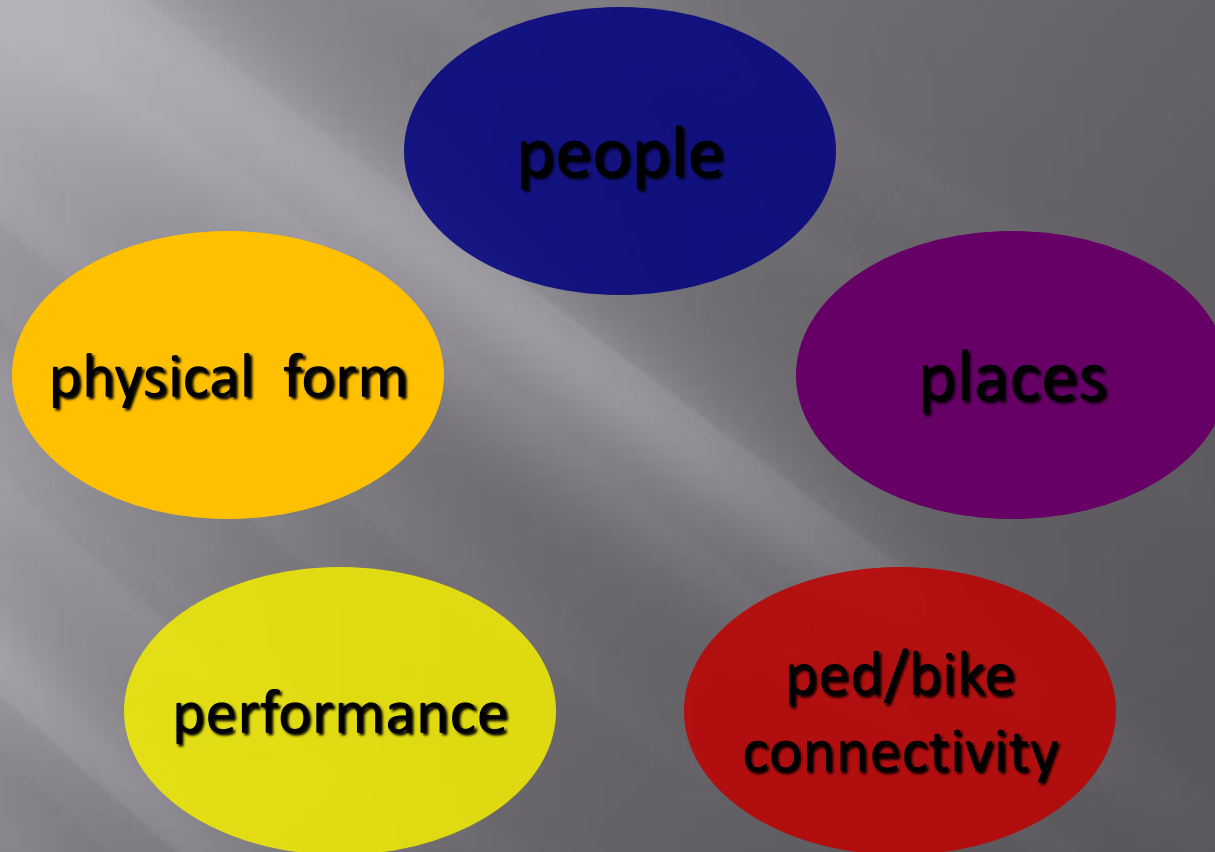 people
physical form
places
performance
ped/bike
connectivity